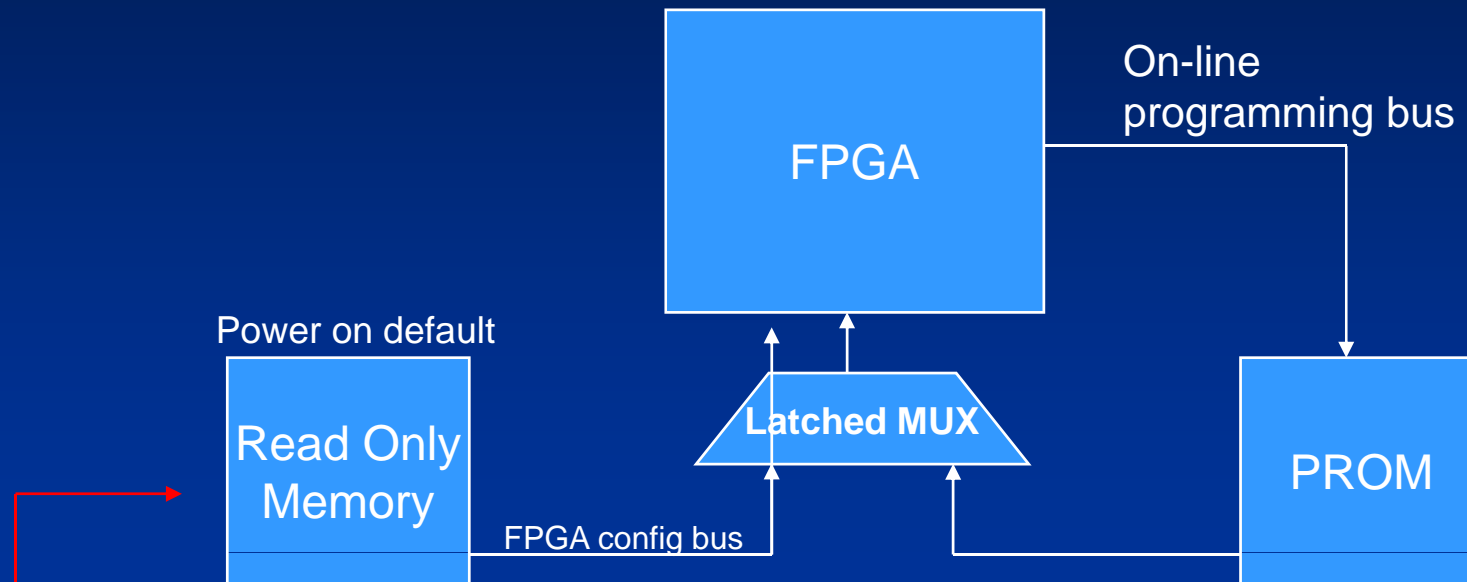 On-line
programming bus
FPGA
Power on default
Read Only
Memory
Latched MUX
PROM
FPGA config bus